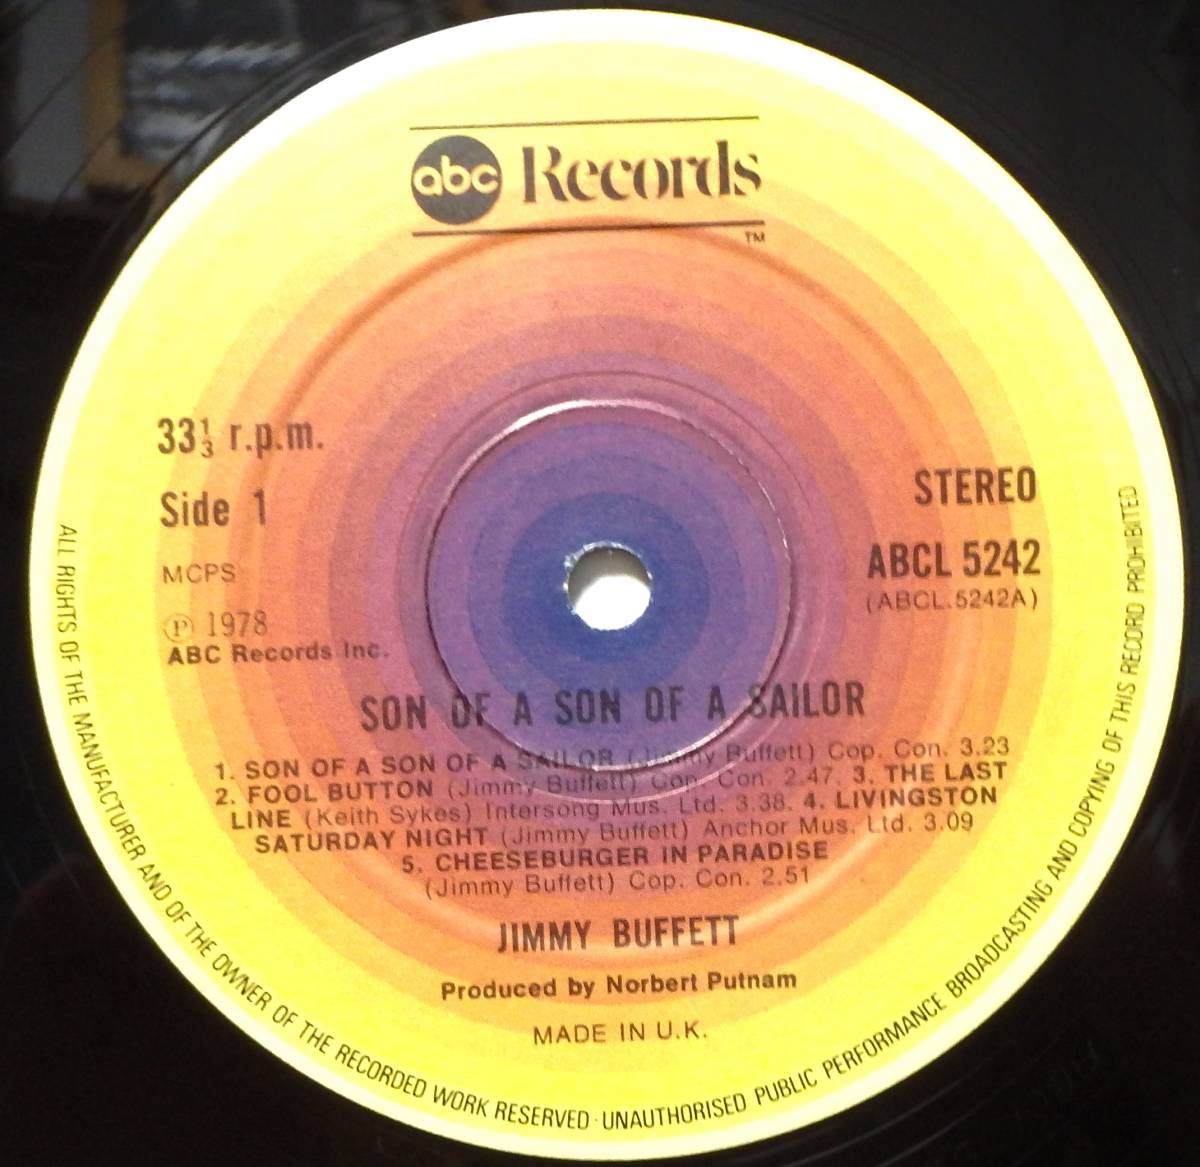 abc Records
TM
33⅓ r.p.m.
Side 1
MCPS
℗ 1978
ABC Records Inc.
STEREO
ABCL 5242
(ABCL.5242A)
SON OF A SON OF A SAILOR
1. SON OF A SON OF A SAILOR (Jimmy Buffett) Cop. Con. 3.23
2. FOOL BUTTON (Jimmy Buffett) Cop. Con. 2.47. 3. THE LAST
LINE (Keith Sykes) Intersong Mus. Ltd. 3.38. 4. LIVINGSTON
SATURDAY NIGHT (Jimmy Buffett) Anchor Mus. Ltd. 3.09
5. CHEESEBURGER IN PARADISE
(Jimmy Buffett) Cop. Con. 2.51
JIMMY BUFFETT
Produced by Norbert Putnam
MADE IN U.K.
ALL RIGHTS OF THE MANUFACTURER AND OF THE OWNER OF THE RECORDED WORK RESERVED · UNAUTHORISED PUBLIC PERFORMANCE BROADCASTING AND COPYING OF THIS RECORD PROHIBITED